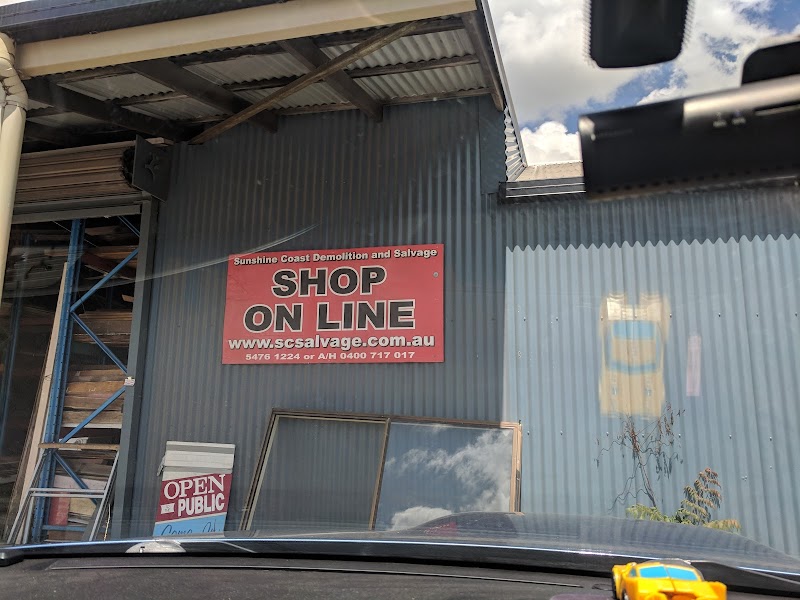 Sunshine Coast Demolition and Salvage
SHOP
ON LINE
www.scsalvage.com.au
5476 1224 or A/H 0400 717 017
OPEN
PUBLIC